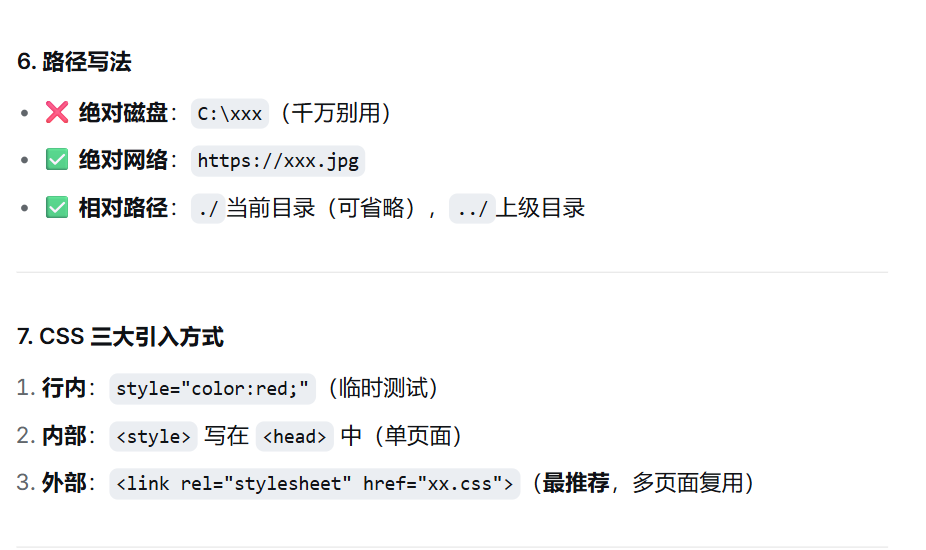 6. 路径写法
• ❌ 绝对磁盘：C:\xxx（千万别用）
• ✅ 绝对网络：https://xxx.jpg
• ✅ 相对路径：./当前目录（可省略），../上级目录
7. CSS 三大引入方式
1. 行内：style="color:red;"（临时测试）
2. 内部：<style> 写在 <head> 中（单页面）
3. 外部：<link rel="stylesheet" href="xx.css">（最推荐，多页面复用）